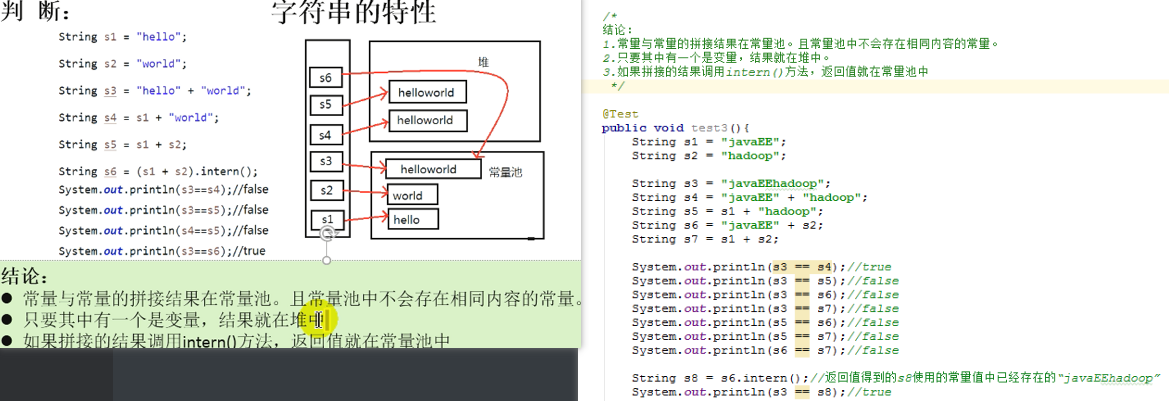 判 断：
字符串的特性
String s1 = "hello";
String s2 = "world";
String s3 = "hello" + "world";
String s4 = s1 + "world";
String s5 = s1 + s2;
String s6 = (s1 + s2).intern();
System.out.println(s3==s4);//false
System.out.println(s3==s5);//false
System.out.println(s4==s5);//false
System.out.println(s3==s6);//true
s6
s5
s4
s3
s2
s1
堆
helloworld
helloworld
helloworld
常量池
world
hello
结论：
● 常量与常量的拼接结果在常量池。且常量池中不会存在相同内容的常量。
● 只要其中有一个是变量，结果就在堆中
● 如果拼接的结果调用intern()方法，返回值就在常量池中
/*
结论：
1.常量与常量的拼接结果在常量池。且常量池中不会存在相同内容的常量。
2.只要其中有一个是变量，结果就在堆中。
3.如果拼接的结果调用intern()方法，返回值就在常量池中
*/
@Test
public void test3(){
String s1 = "javaEE";
String s2 = "hadoop";
String s3 = "javaEEhadoop";
String s4 = "javaEE" + "hadoop";
String s5 = s1 + "hadoop";
String s6 = "javaEE" + s2;
String s7 = s1 + s2;
System.out.println(s3 == s4);//true
System.out.println(s3 == s5);//false
System.out.println(s3 == s6);//false
System.out.println(s3 == s7);//false
System.out.println(s5 == s6);//false
System.out.println(s5 == s7);//false
System.out.println(s6 == s7);//false
String s8 = s6.intern();//返回值得到的s8使用的常量值中已经存在的“javaEEhadoop”
System.out.println(s3 == s8);//true